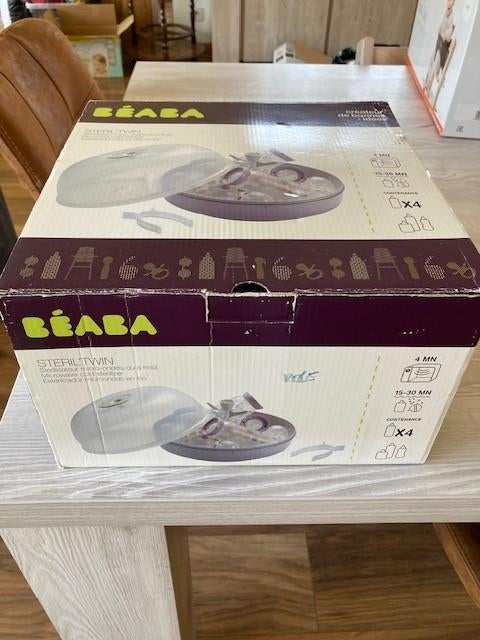 BÉABA
créateur
de bonnes
idées
STERIL'TWIN
4 MN
15-30 MN
CONTENANCE
X4
BÉABA
STERIL'TWIN
Stérilisateur micro-ondes ou à froid
Microwave cold sterilizer
Esterilizador microondas en frío
4 MN
15-30 MN
CONTENANCE
X4